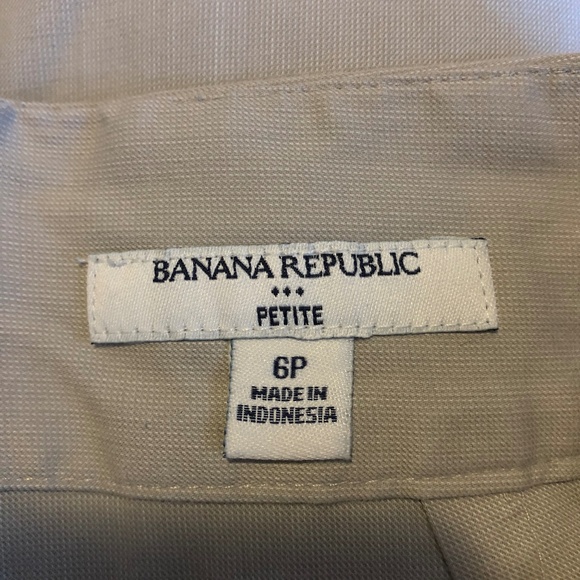 BANANA REPUBLIC
PETITE
6P
MADE IN
INDONESIA